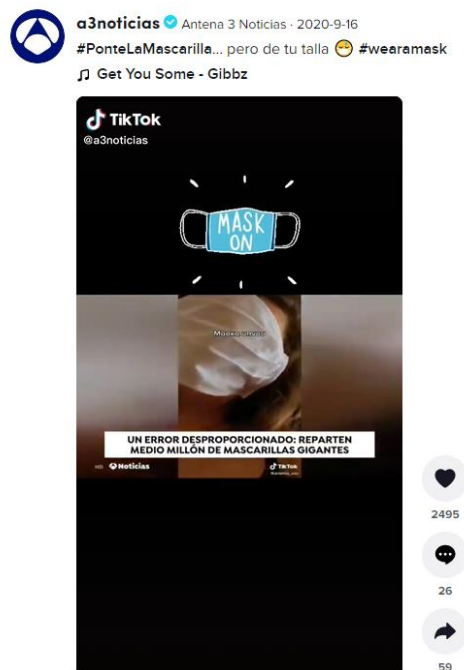 a3noticias Antena 3 Noticias · 2020-9-16
#PonteLaMascarilla... pero de tu talla 😷 #wearamask
♫ Get You Some - Gibbz
TikTok
@a3noticias
MASK
ON
UN ERROR DESPROPORCIONADO: REPARTEN
MEDIO MILLÓN DE MASCARILLAS GIGANTES
HD Noticias
TikTok
2495
26
59